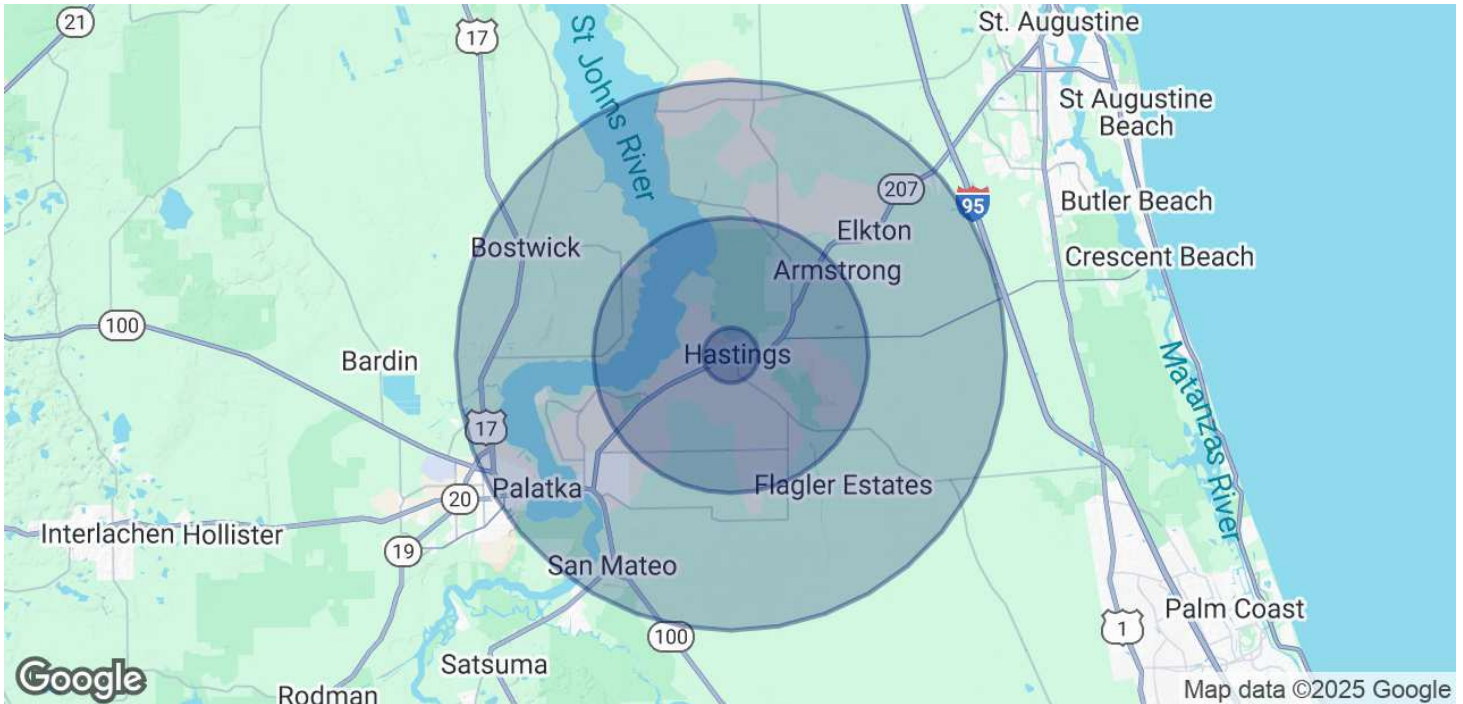 21
17
St. Augustine
St Johns River
St Augustine
Beach
207
95
Butler Beach
Elkton
Bostwick
Crescent Beach
Armstrong
100
Hastings
Bardin
Matanzas River
17
Palatka
Flagler Estates
20
Interlachen
Hollister
19
San Mateo
Palm Coast
1
100
Satsuma
Google
Rodman
Map data ©2025 Google